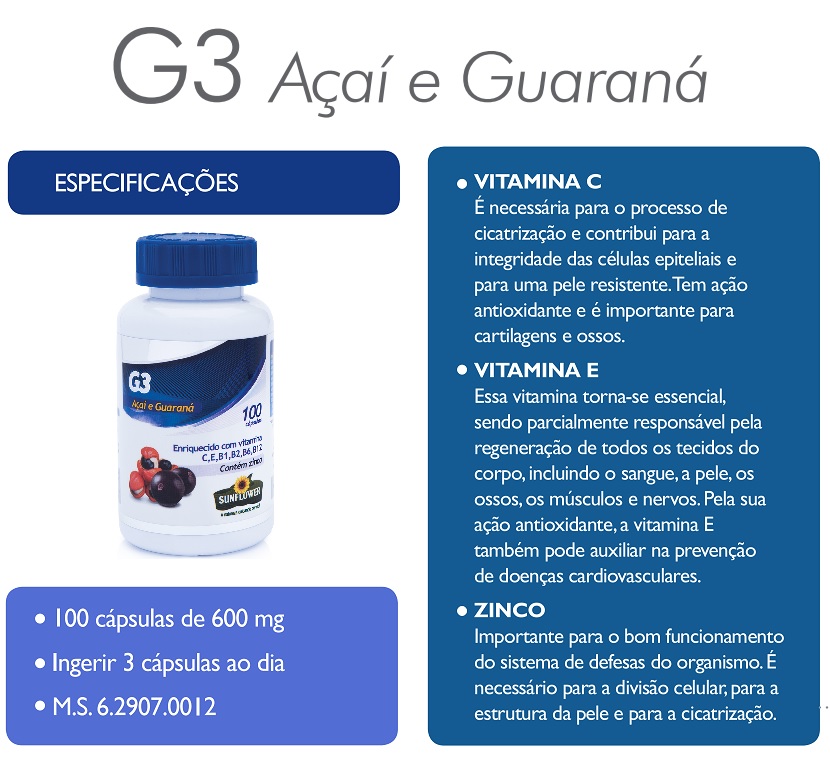 G3 Açaí e Guaraná
ESPECIFICAÇÕES
G3
Açaí e Guaraná
100
cápsulas
Enriquecido com vitamina
C,E,B1,B2,B6,B12
Contém zinco
SUNFLOWER
• 100 cápsulas de 600 mg
• Ingerir 3 cápsulas ao dia
• M.S. 6.2907.0012
• VITAMINA C
É necessária para o processo de
cicatrização e contribui para a
integridade das células epiteliais e
para uma pele resistente. Tem ação
antioxidante e é importante para
cartilagens e ossos.
• VITAMINA E
Essa vitamina torna-se essencial,
sendo parcialmente responsável pela
regeneração de todos os tecidos do
corpo, incluindo o sangue, a pele, os
ossos, os músculos e nervos. Pela sua
ação antioxidante, a vitamina E
também pode auxiliar na prevenção
de doenças cardiovasculares.
• ZINCO
Importante para o bom funcionamento
do sistema de defesas do organismo. É
necessário para a divisão celular, para a
estrutura da pele e para a cicatrização.